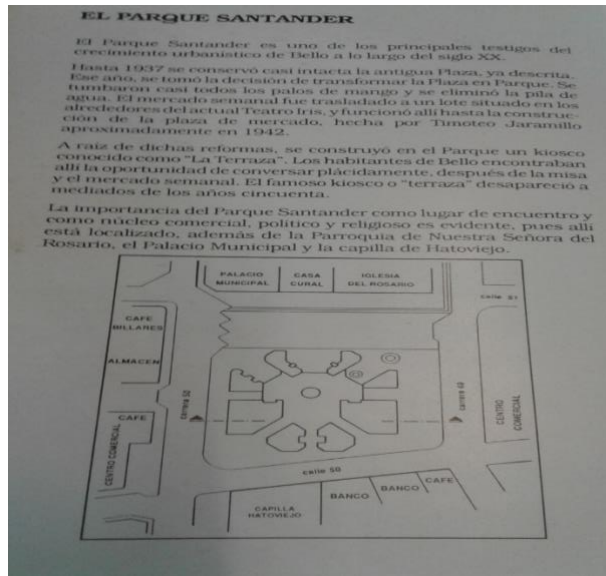 EL PARQUE SANTANDER
El Parque Santander es uno de los principales testigos del
crecimiento urbanístico de Bello a lo largo del siglo XX.
Hasta 1937 se conservó casi intacta la antigua Plaza, ya descrita.
Ese año, se tomó la decisión de transformar la Plaza en Parque. Se
tumbaron casi todos los palos de mango y se eliminó la pila de
agua. El mercado semanal fue trasladado a un lote situado en los
alrededores del actual Teatro Iris, y funcionó allí hasta la construc-
ción de la plaza de mercado, hecha por Timoteo Jaramillo
aproximadamente en 1942.
A raíz de dichas reformas, se construyó en el Parque un kiosco
conocido como "La Terraza". Los habitantes de Bello encontraban
allí la oportunidad de conversar plácidamente, después de la misa
y el mercado semanal. El famoso kiosco o "terraza" desapareció a
mediados de los años cincuenta.
La importancia del Parque Santander como lugar de encuentro y
como núcleo comercial, político y religioso es evidente, pues allí
está localizado, además de la Parroquia de Nuestra Señora del
Rosario, el Palacio Municipal y la capilla de Hatoviejo.
PALACIO
MUNICIPAL
CASA
CURAL
IGLESIA
DEL ROSARIO
calle 51
CAFE
BILLARES
ALMACEN
CAFE
CENTRO COMERCIAL
carrera 50
carrera
CENTRO
COMERCIAL
calle 50
CAPILLA
HATOVIEJO
BANCO
BANCO
CAFE